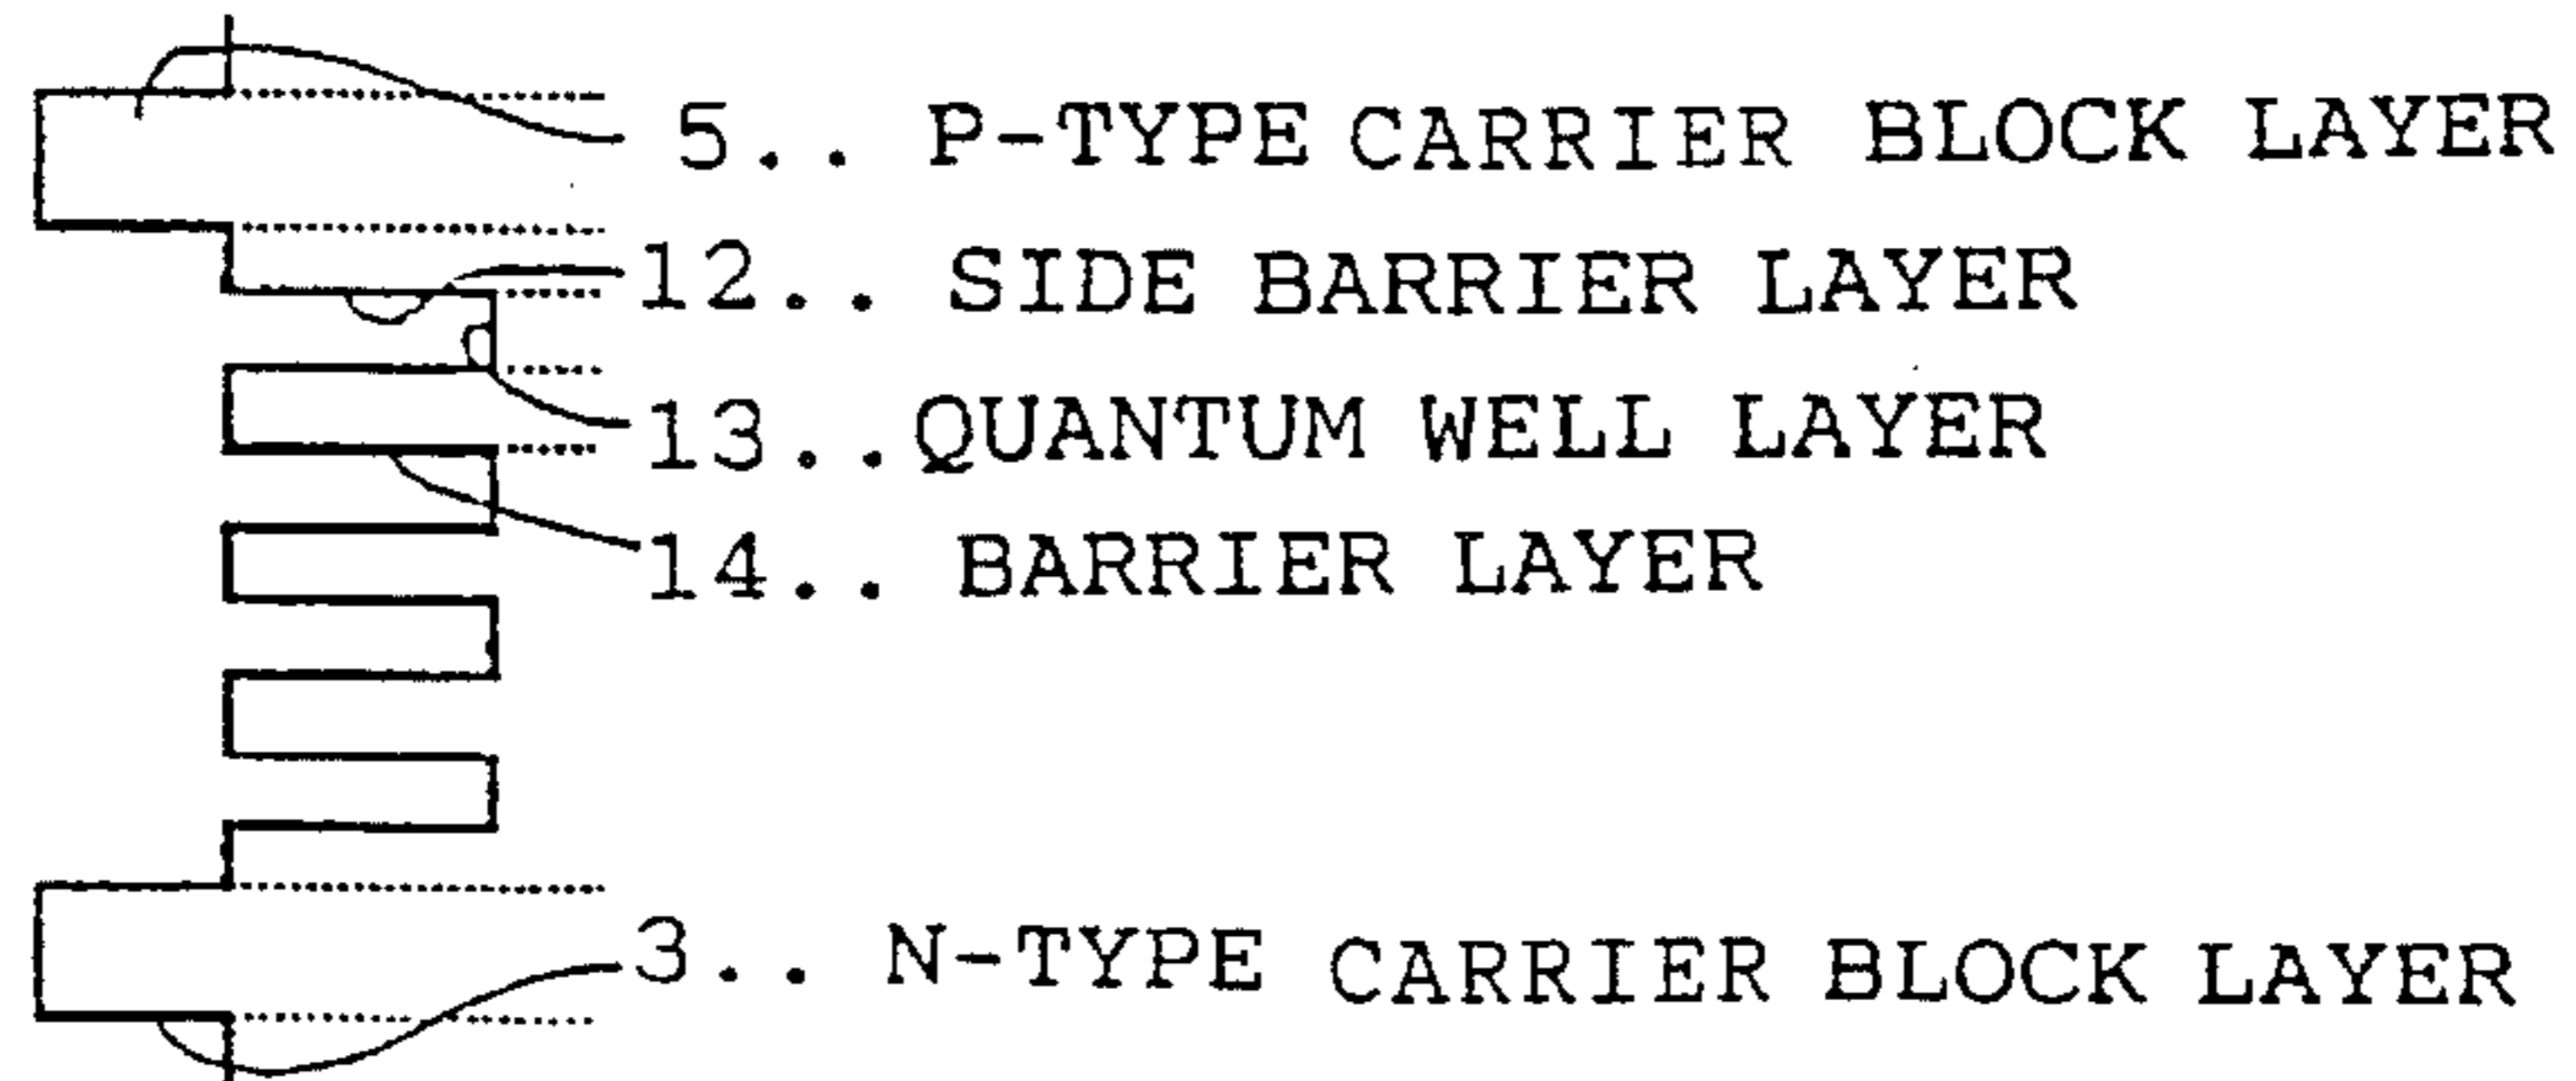 5.. P-TYPE CARRIER BLOCK LAYER
12.. SIDE BARRIER LAYER
13..QUANTUM WELL LAYER
14.. BARRIER LAYER
3.. N-TYPE CARRIER BLOCK LAYER